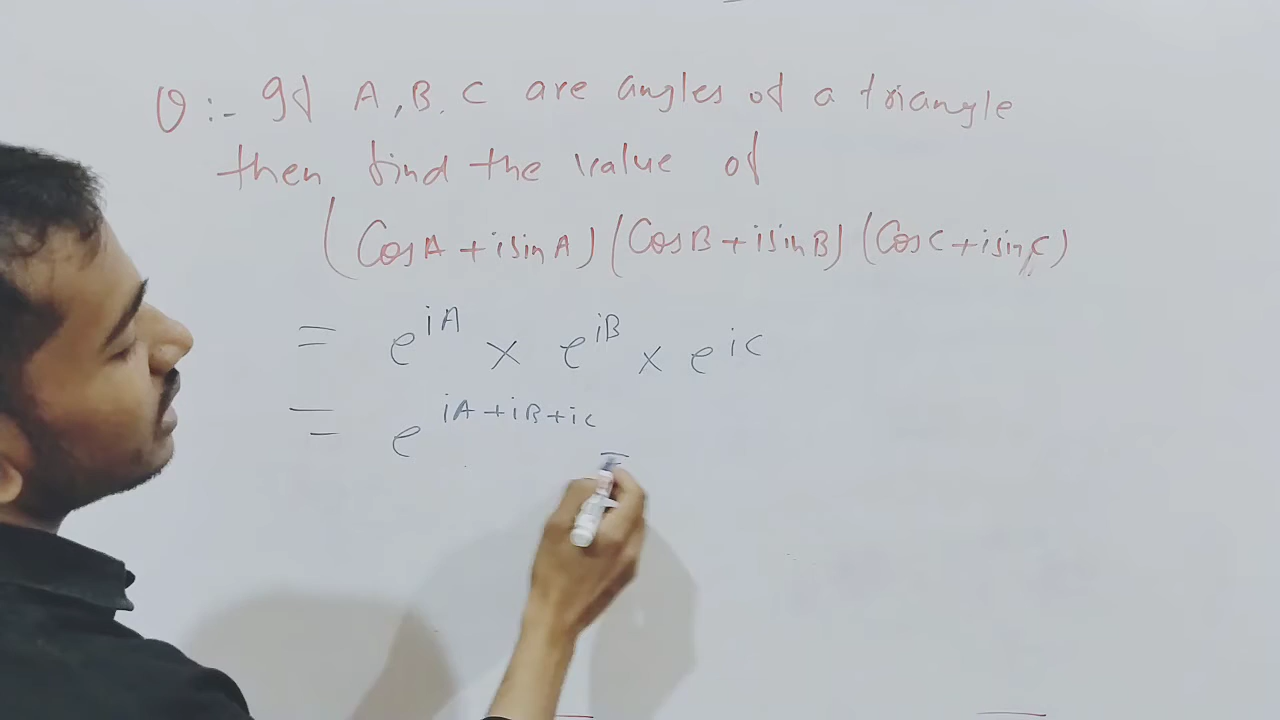 Q :- If A, B, C are angles of a triangle
then find the value of
(CosA + isinA) (CosB + isinB) (CosC + isinC)
= e^{iA} × e^{iB} × e^{iC}
= e^{iA+iB+iC}
=